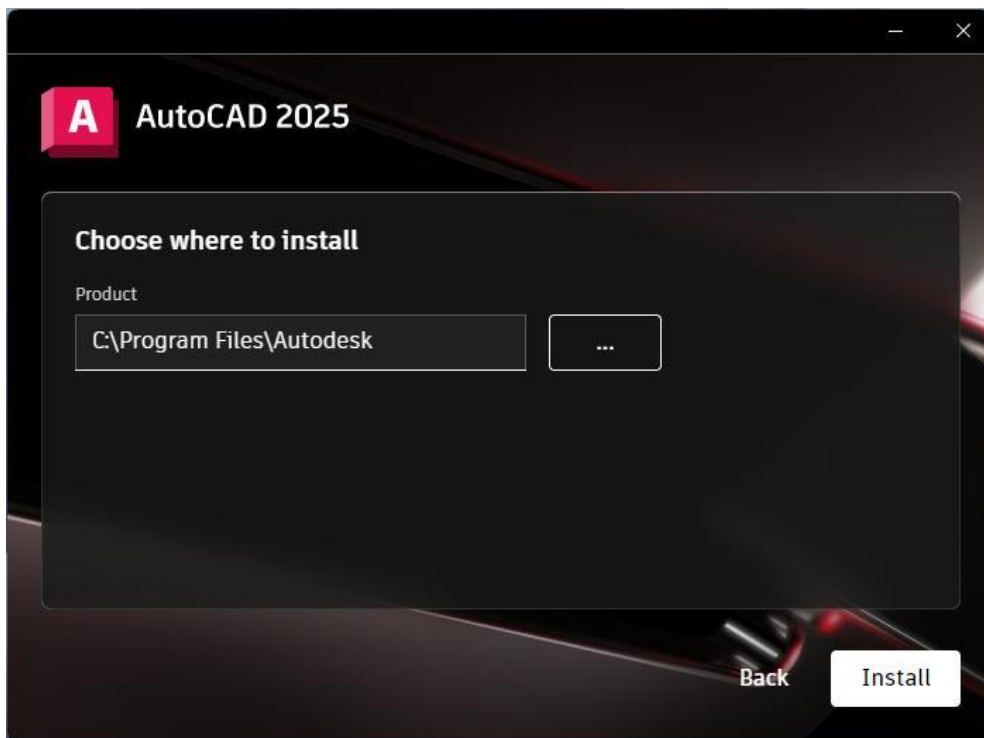 A
AutoCAD 2025
Choose where to install
Product
C:\Program Files\Autodesk
...
Back
Install